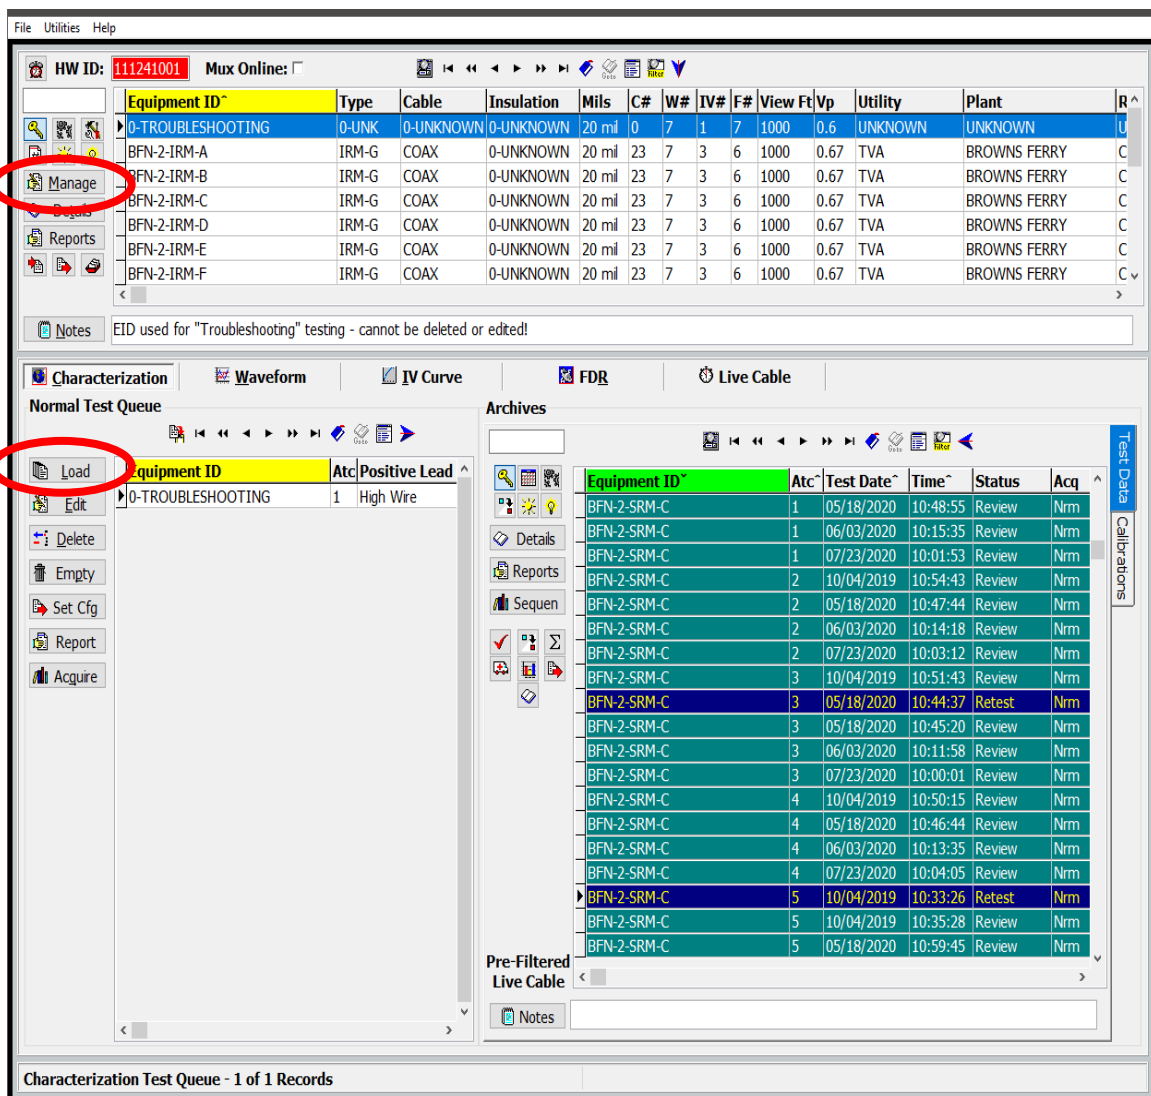 File Utilities Help
HW ID: 111241001 Mux Online:
Equipment ID^ Type Cable Insulation Mils C# W# IV# F# View Ft Vp Utility Plant R
0-TROUBLESHOOTING 0-UNK 0-UNKNOWN 0-UNKNOWN 20 mil 0 7 1 7 1000 0.6 UNKNOWN UNKNOWN U
BFN-2-IRM-A IRM-G COAX 0-UNKNOWN 20 mil 23 7 3 6 1000 0.67 TVA BROWNS FERRY C
BFN-2-IRM-B IRM-G COAX 0-UNKNOWN 20 mil 23 7 3 6 1000 0.67 TVA BROWNS FERRY C
BFN-2-IRM-C IRM-G COAX 0-UNKNOWN 20 mil 23 7 3 6 1000 0.67 TVA BROWNS FERRY C
BFN-2-IRM-D IRM-G COAX 0-UNKNOWN 20 mil 23 7 3 6 1000 0.67 TVA BROWNS FERRY C
BFN-2-IRM-E IRM-G COAX 0-UNKNOWN 20 mil 23 7 3 6 1000 0.67 TVA BROWNS FERRY C
BFN-2-IRM-F IRM-G COAX 0-UNKNOWN 20 mil 23 7 3 6 1000 0.67 TVA BROWNS FERRY C
Manage
Details
Reports
Notes EID used for "Troubleshooting" testing - cannot be deleted or edited!
Characterization Waveform IV Curve FDR Live Cable
Normal Test Queue
Load
Edit
Delete
Empty
Set Cfg
Report
Acquire
Equipment ID Atc Positive Lead
0-TROUBLESHOOTING 1 High Wire
Archives
Details
Reports
Sequen
Equipment IDˇ Atc^ Test Date^ Time^ Status Acq
BFN-2-SRM-C 1 05/18/2020 10:48:55 Review Nrm
BFN-2-SRM-C 1 06/03/2020 10:15:35 Review Nrm
BFN-2-SRM-C 1 07/23/2020 10:01:53 Review Nrm
BFN-2-SRM-C 2 10/04/2019 10:54:43 Review Nrm
BFN-2-SRM-C 2 05/18/2020 10:47:44 Review Nrm
BFN-2-SRM-C 2 06/03/2020 10:14:18 Review Nrm
BFN-2-SRM-C 2 07/23/2020 10:03:12 Review Nrm
BFN-2-SRM-C 3 10/04/2019 10:51:43 Review Nrm
BFN-2-SRM-C 3 05/18/2020 10:44:37 Retest Nrm
BFN-2-SRM-C 3 05/18/2020 10:45:20 Review Nrm
BFN-2-SRM-C 3 06/03/2020 10:11:58 Review Nrm
BFN-2-SRM-C 3 07/23/2020 10:00:01 Review Nrm
BFN-2-SRM-C 4 10/04/2019 10:50:15 Review Nrm
BFN-2-SRM-C 4 05/18/2020 10:46:44 Review Nrm
BFN-2-SRM-C 4 06/03/2020 10:13:35 Review Nrm
BFN-2-SRM-C 4 07/23/2020 10:04:05 Review Nrm
BFN-2-SRM-C 5 10/04/2019 10:33:26 Retest Nrm
BFN-2-SRM-C 5 10/04/2019 10:35:28 Review Nrm
BFN-2-SRM-C 5 05/18/2020 10:59:45 Review Nrm
Pre-Filtered
Live Cable
Notes
Test Data
Calibrations
Characterization Test Queue - 1 of 1 Records